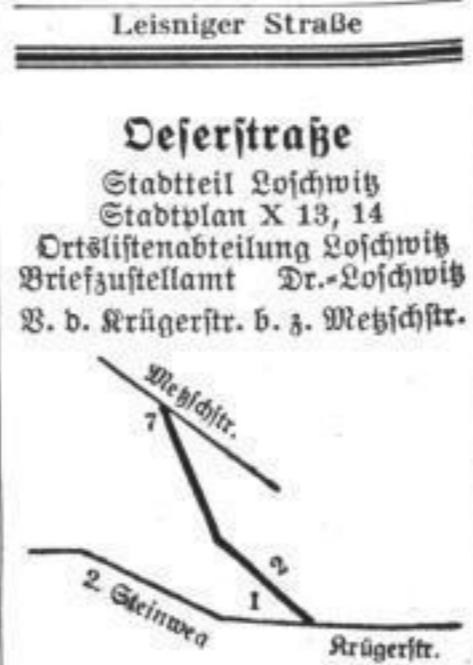 Leisniger Straße
Oeserstraße
Stadtteil Loschwitz
Stadtplan X 13, 14
Ortslistenabteilung Loschwitz
Briefzustellamt Dr.-Loschwitz
V. d. Krügerstr. b. z. Metzschstr.
Metzschstr.
7
2
1
2. Steinweg
Krügerstr.